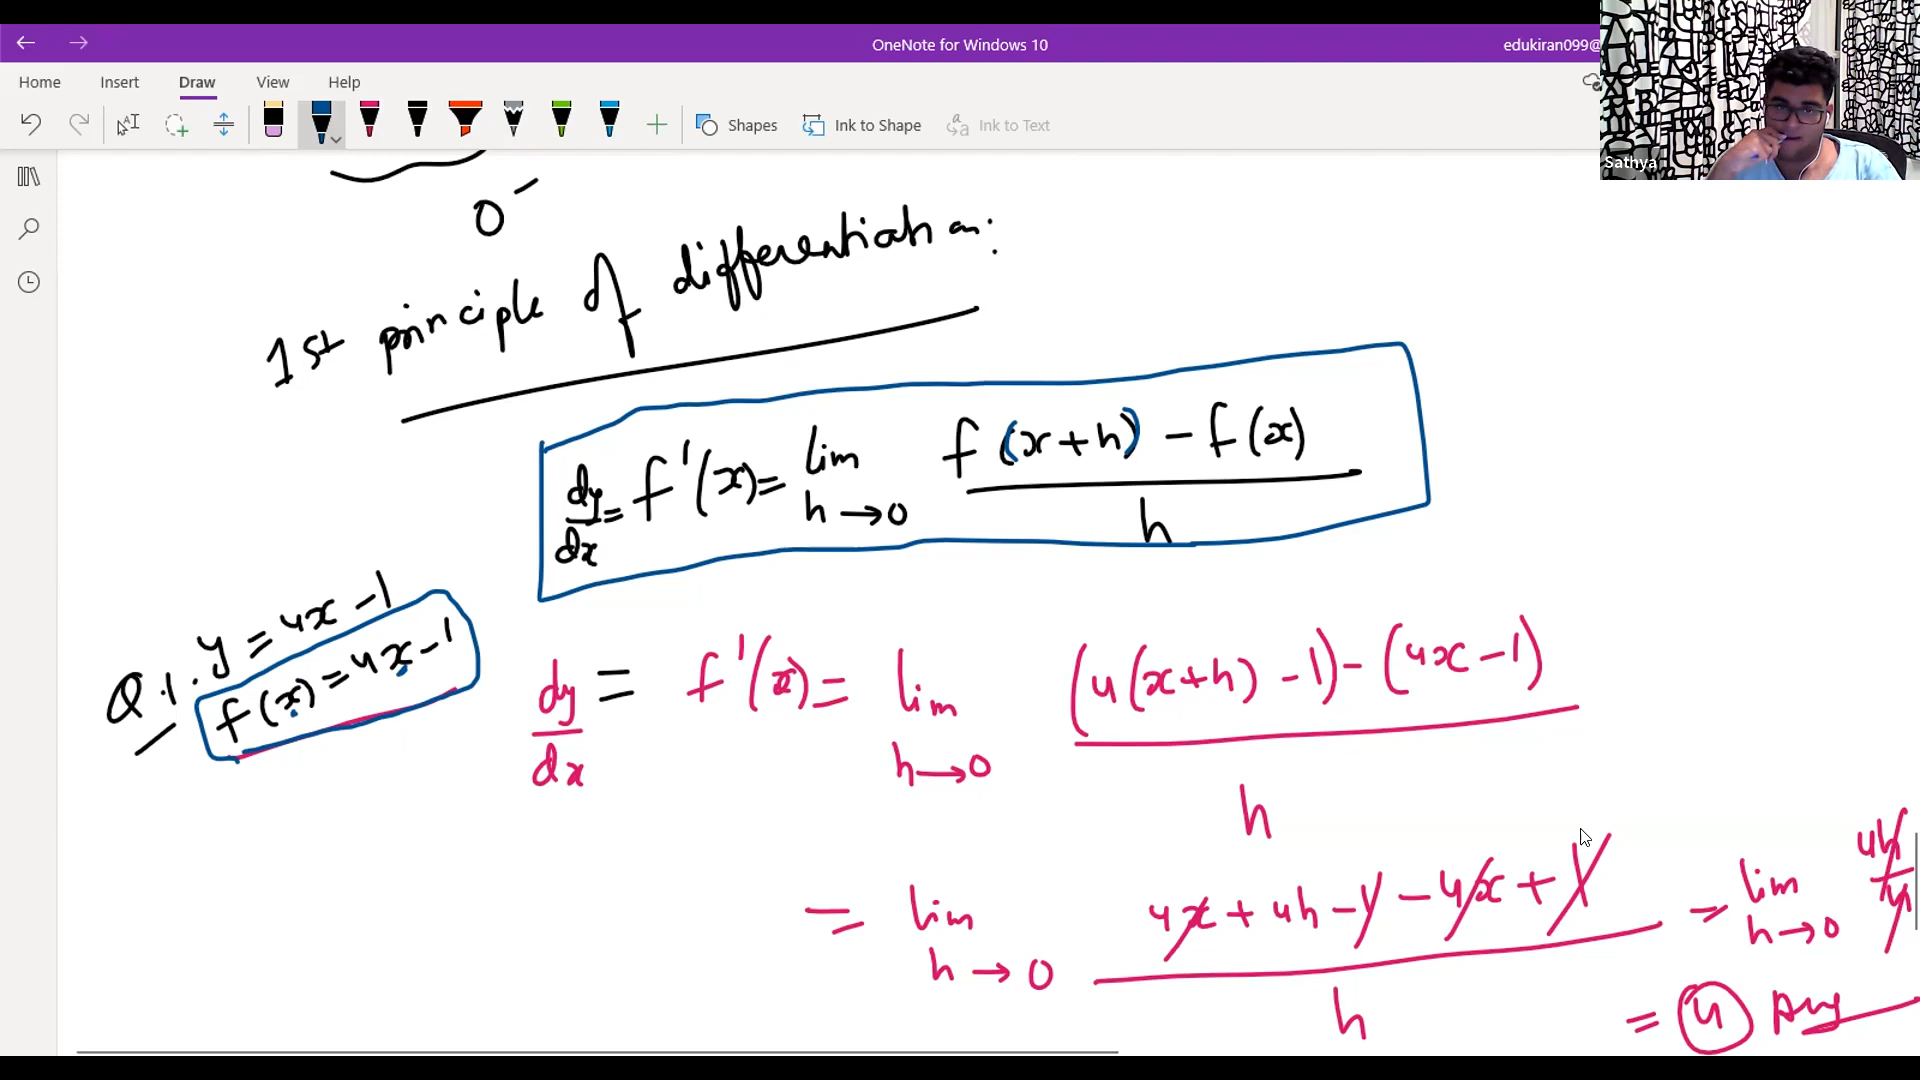 OneNote for Windows 10
edukiran099@
Home Insert Draw View Help
Shapes Ink to Shape Ink to Text
Sathya
0⁻
1st principle of differentiation:
dy/dx = f'(x) = lim h→0 (f(x+h) - f(x))/h
Q.1. y = 4x - 1
f(x) = 4x - 1
dy/dx = f'(x) = lim h→0 ((4(x+h) - 1) - (4x - 1))/h
= lim h→0 (4x + 4h - 1 - 4x + 1)/h = lim h→0 4h/h
= 4 Ans